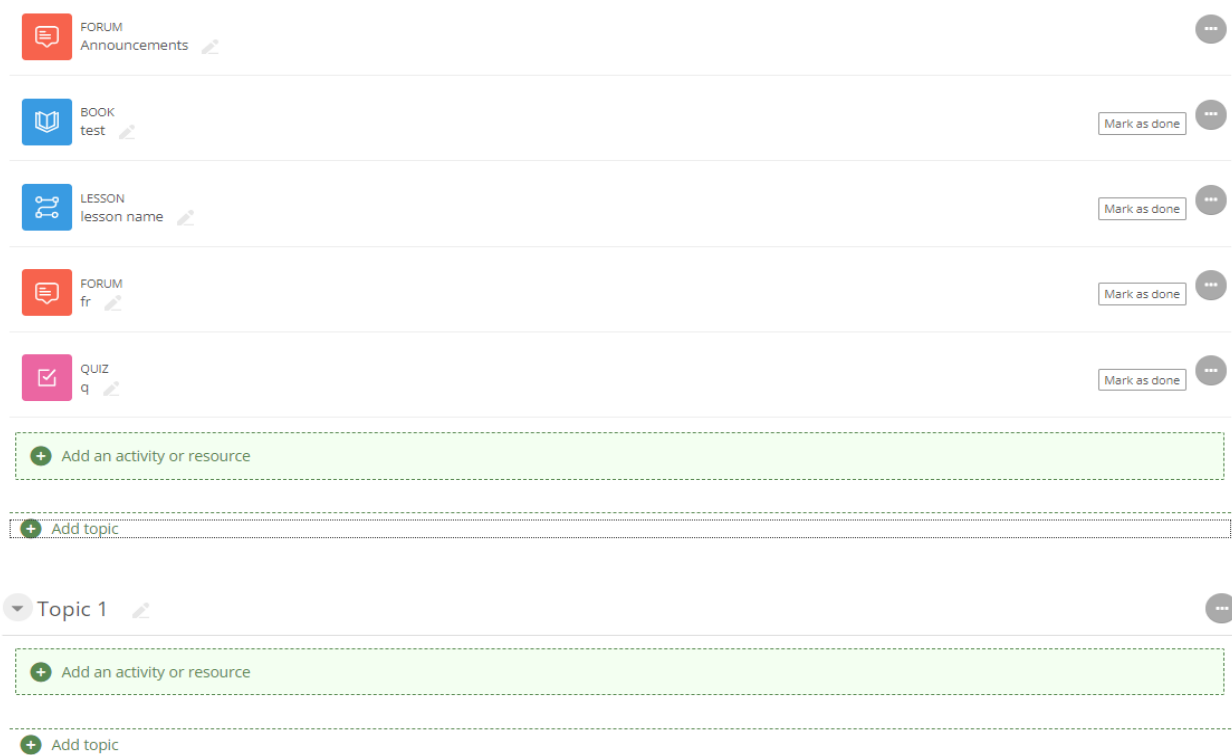 FORUM
Announcements
BOOK
test
Mark as done
LESSON
lesson name
Mark as done
FORUM
fr
Mark as done
QUIZ
q
Mark as done
Add an activity or resource
Add topic
Topic 1
Add an activity or resource
Add topic